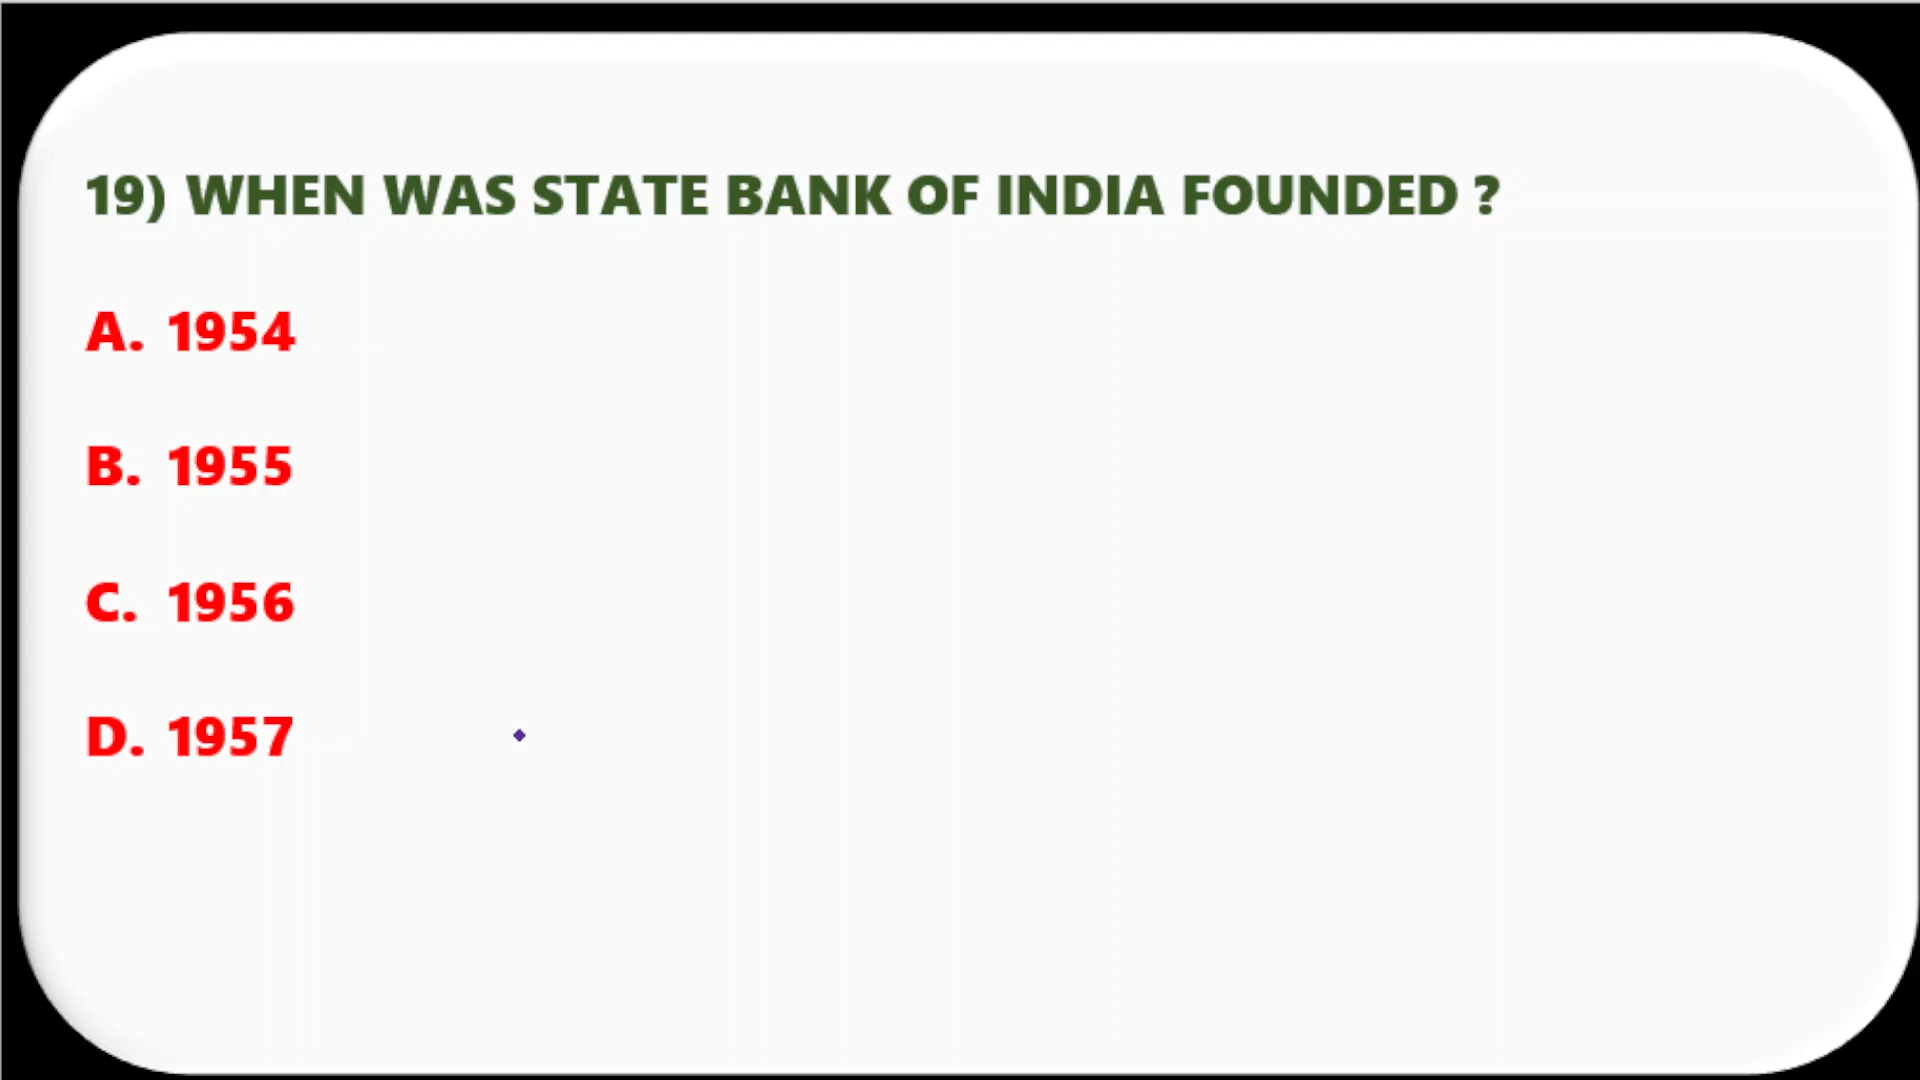 19) WHEN WAS STATE BANK OF INDIA FOUNDED ?
A. 1954
B. 1955
C. 1956
D. 1957